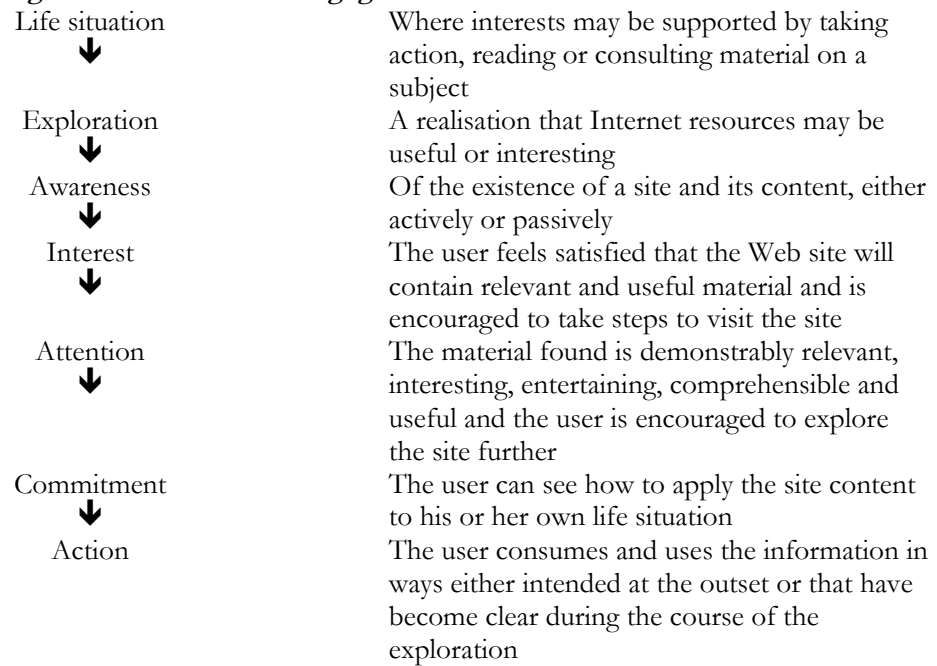 Life situation Where interests may be supported by taking
action, reading or consulting material on a
subject
Exploration A realisation that Internet resources may be
useful or interesting
Awareness Of the existence of a site and its content, either
actively or passively
Interest The user feels satisfied that the Web site will
contain relevant and useful material and is
encouraged to take steps to visit the site
Attention The material found is demonstrably relevant,
interesting, entertaining, comprehensible and
useful and the user is encouraged to explore
the site further
Commitment The user can see how to apply the site content
to his or her own life situation
Action The user consumes and uses the information in
ways either intended at the outset or that have
become clear during the course of the
exploration